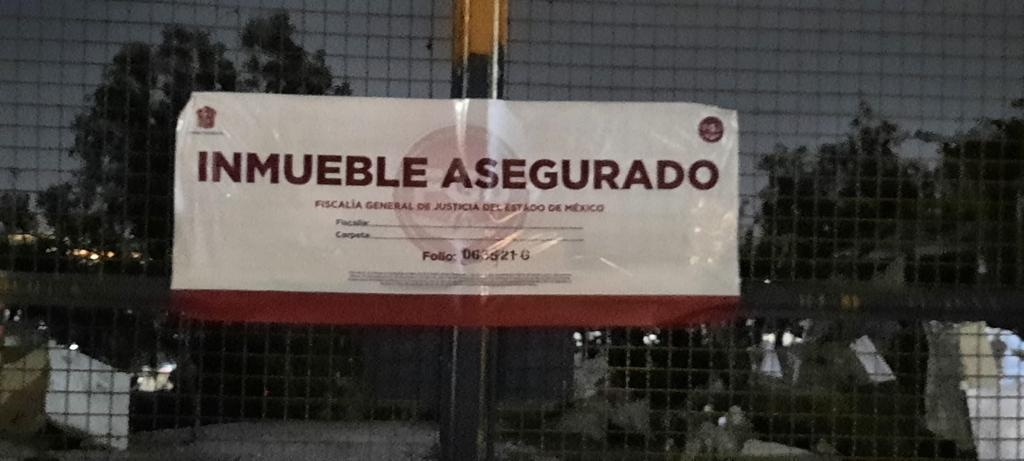 INMUEBLE ASEGURADO
FISCALÍA GENERAL DE JUSTICIA DEL ESTADO DE MÉXICO
Fiscalía:
Carpeta:
Folio: